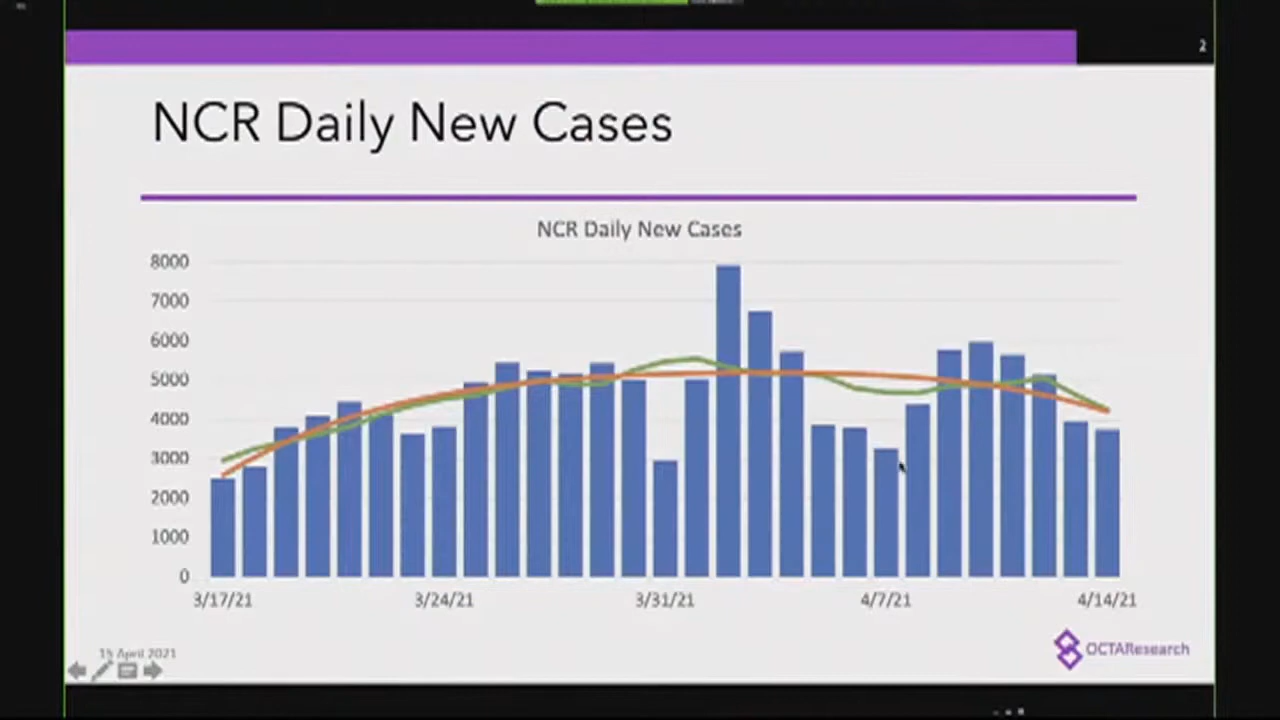 2
NCR Daily New Cases
NCR Daily New Cases
8000
7000
6000
5000
4000
3000
2000
1000
0
3/17/21 3/24/21 3/31/21 4/7/21 4/14/21
15 April 2021
OCTAResearch